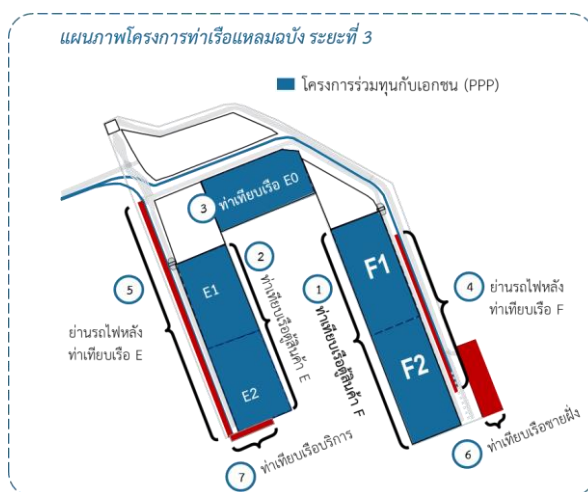 แผนภาพโครงการท่าเรือแหลมฉบัง ระยะที่ 3
โครงการร่วมทุนกับเอกชน (PPP)
3
ท่าเทียบเรือ E0
5
ย่านรถไฟหลัง
ท่าเทียบเรือ E
E1
E2
2
ท่าเทียบเรือตู้สินค้า E
1
ท่าเทียบเรือตู้สินค้า F
F1
F2
4
ย่านรถไฟหลัง
ท่าเทียบเรือ F
6
ท่าเทียบเรือชายฝั่ง
7
ท่าเทียบเรือบริการ